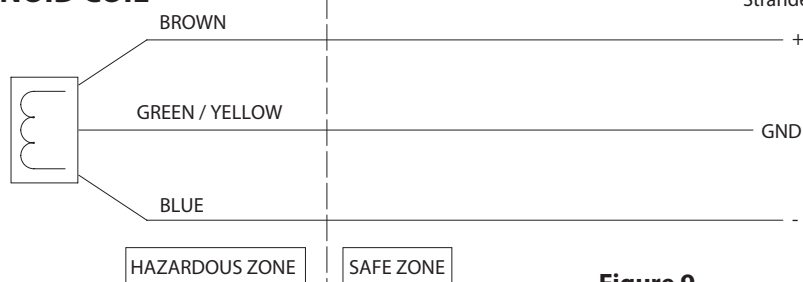 BROWN
+
GREEN / YELLOW
GND
BLUE
-
HAZARDOUS ZONE
SAFE ZONE